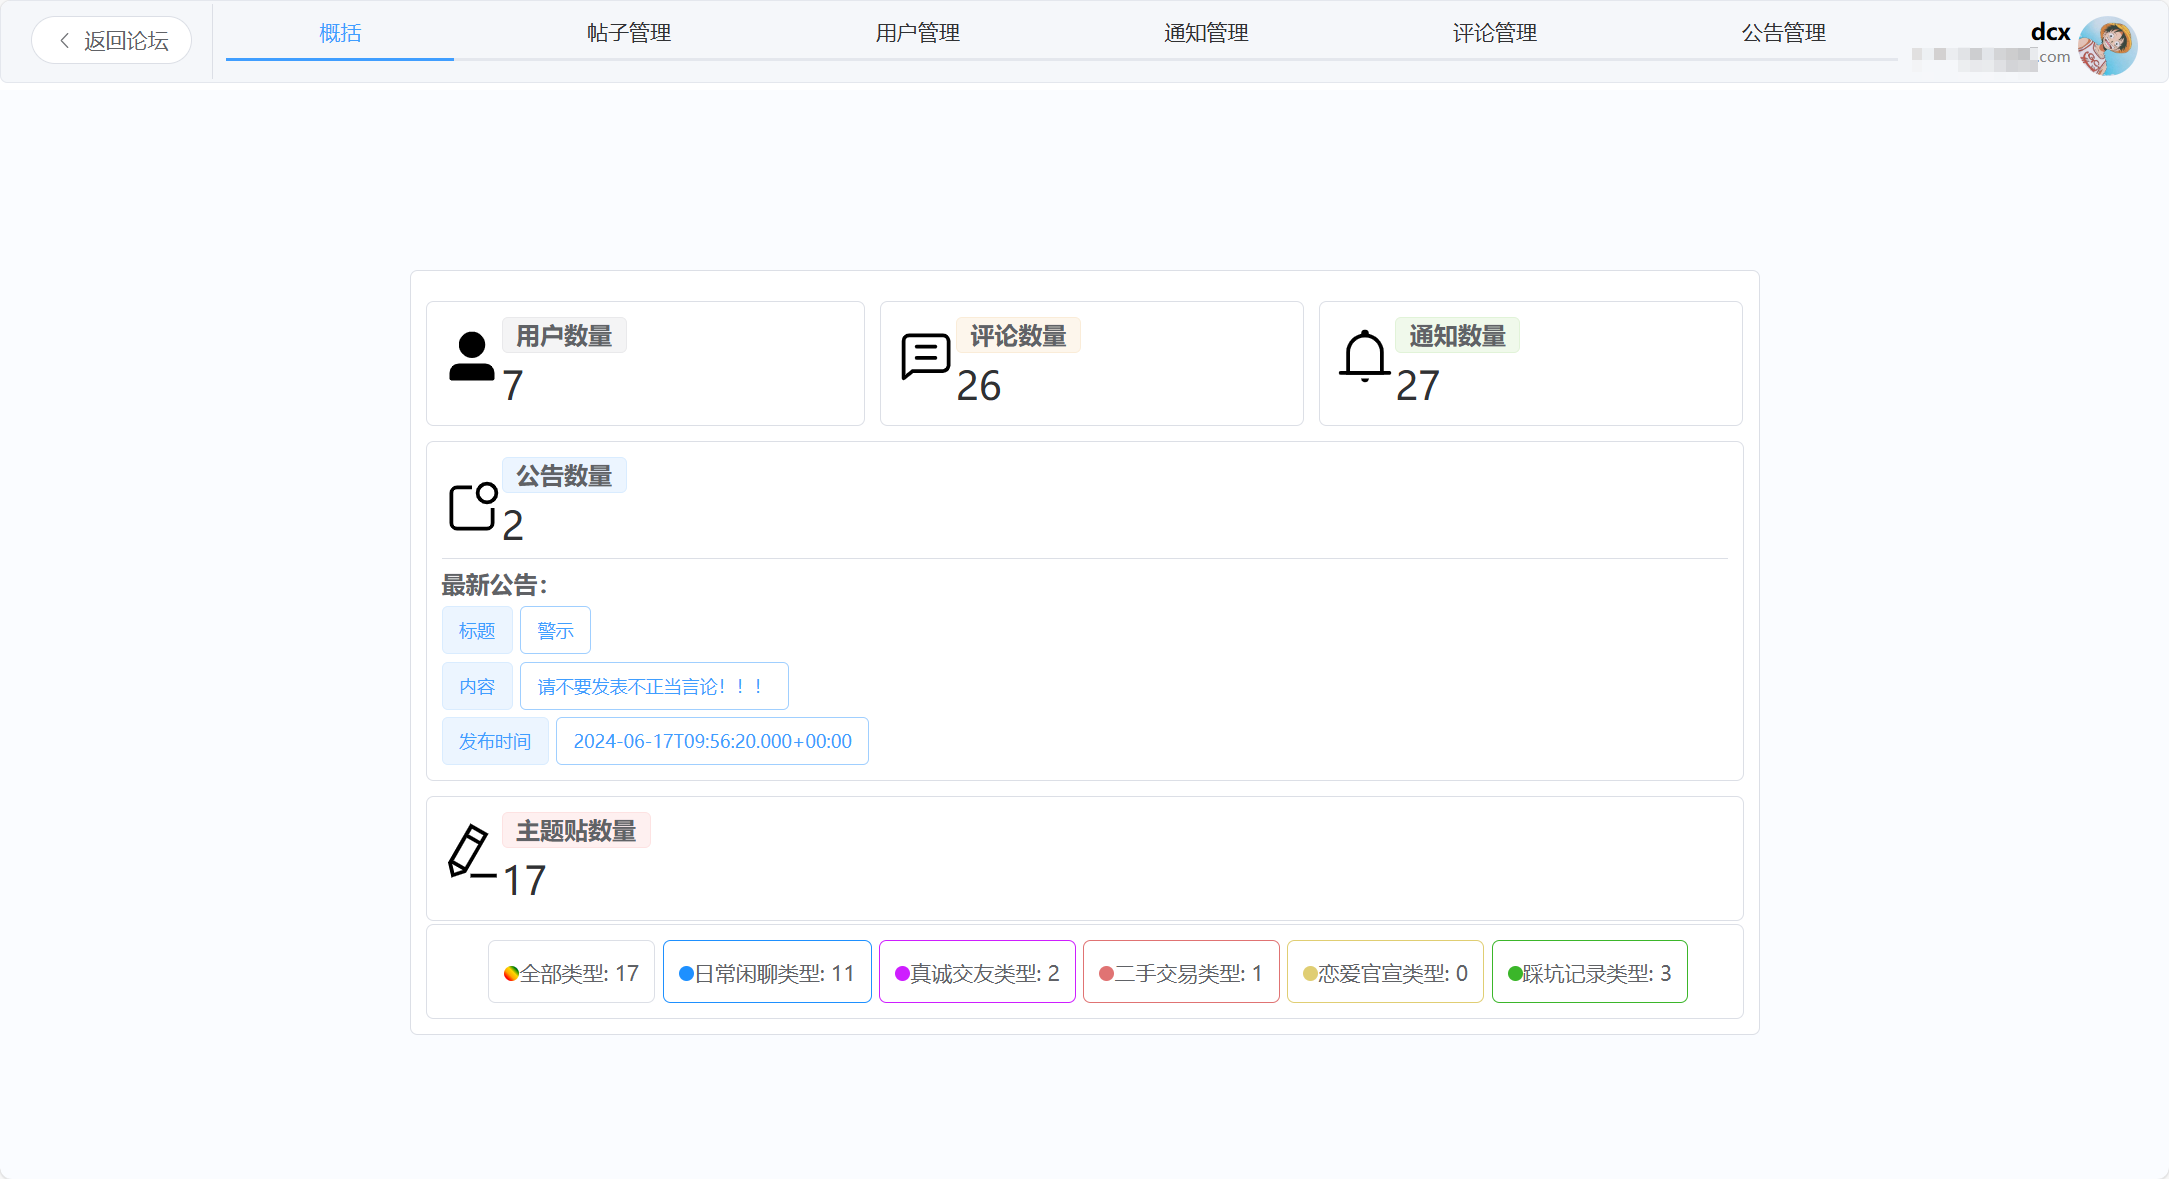 返回论坛
概括
帖子管理
用户管理
通知管理
评论管理
公告管理
dcx
.com
用户数量
7
评论数量
26
通知数量
27
公告数量
2
最新公告：
标题
警示
内容
请不要发表不正当言论！！！
发布时间
2024-06-17T09:56:20.000+00:00
主题贴数量
17
全部类型: 17
日常闲聊类型: 11
真诚交友类型: 2
二手交易类型: 1
恋爱官宣类型: 0
踩坑记录类型: 3